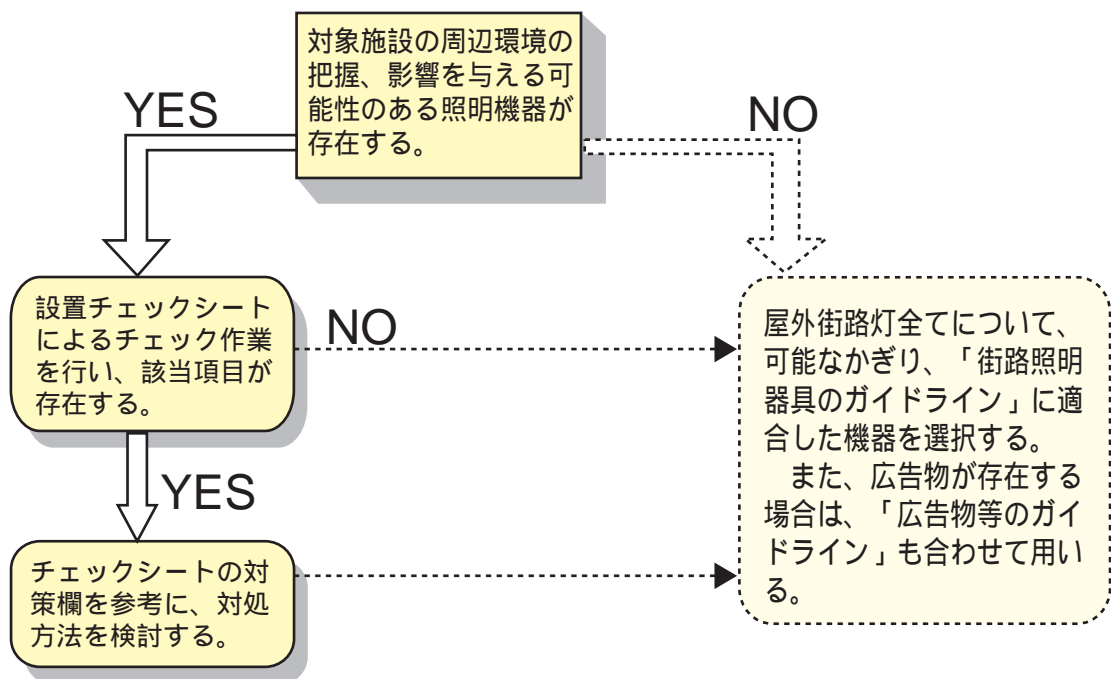 対象施設の周辺環境の
把握、影響を与える可
能性のある照明機器が
存在する。
YES
NO
設置チェックシート
によるチェック作業
を行い、該当項目が
存在する。
NO
屋外街路灯全てについて、
可能なかぎり、「街路照明
器具のガイドライン」に適
合した機器を選択する。
　また、広告物が存在する
場合は、「広告物等のガイ
ドライン」も合わせて用い
る。
YES
チェックシートの対
策欄を参考に、対処
方法を検討する。